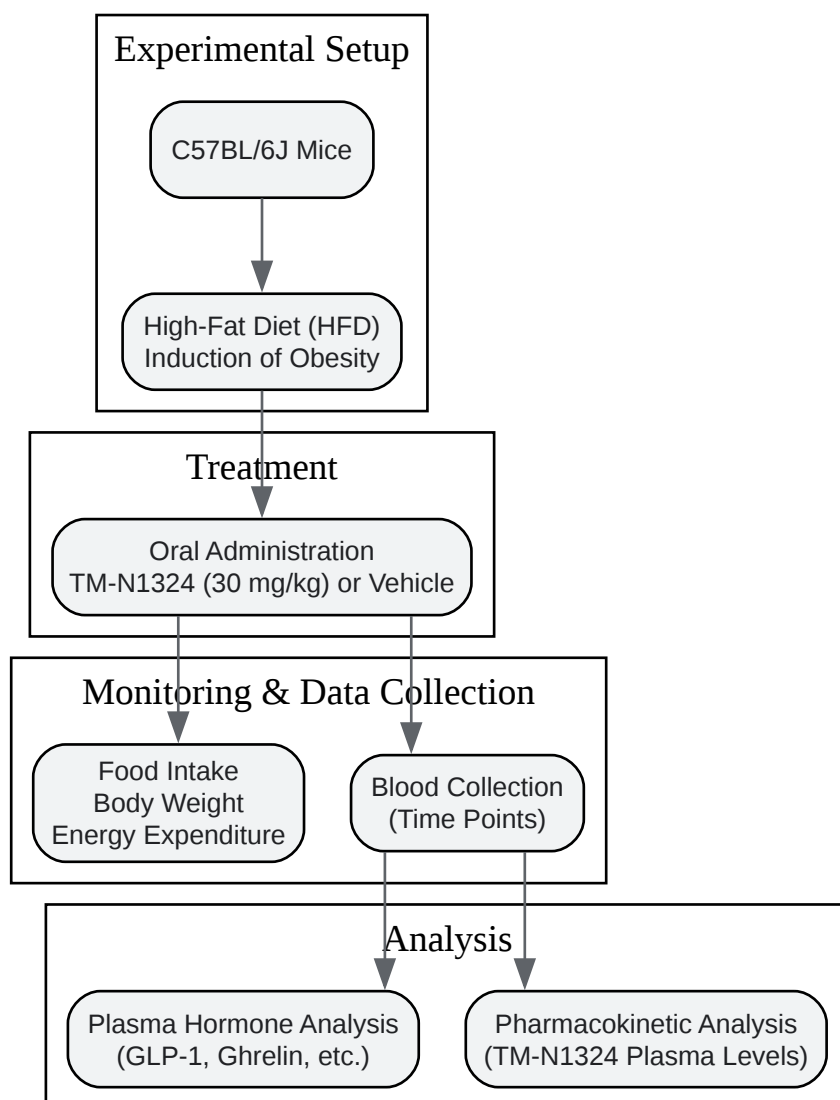 Experimental Setup
C57BL/6J Mice
High-Fat Diet (HFD)
Induction of Obesity
Treatment
Oral Administration
TM-N1324 (30 mg/kg) or Vehicle
Monitoring & Data Collection
Food Intake
Body Weight
Energy Expenditure
Blood Collection
(Time Points)
Analysis
Plasma Hormone Analysis
(GLP-1, Ghrelin, etc.)
Pharmacokinetic Analysis
(TM-N1324 Plasma Levels)